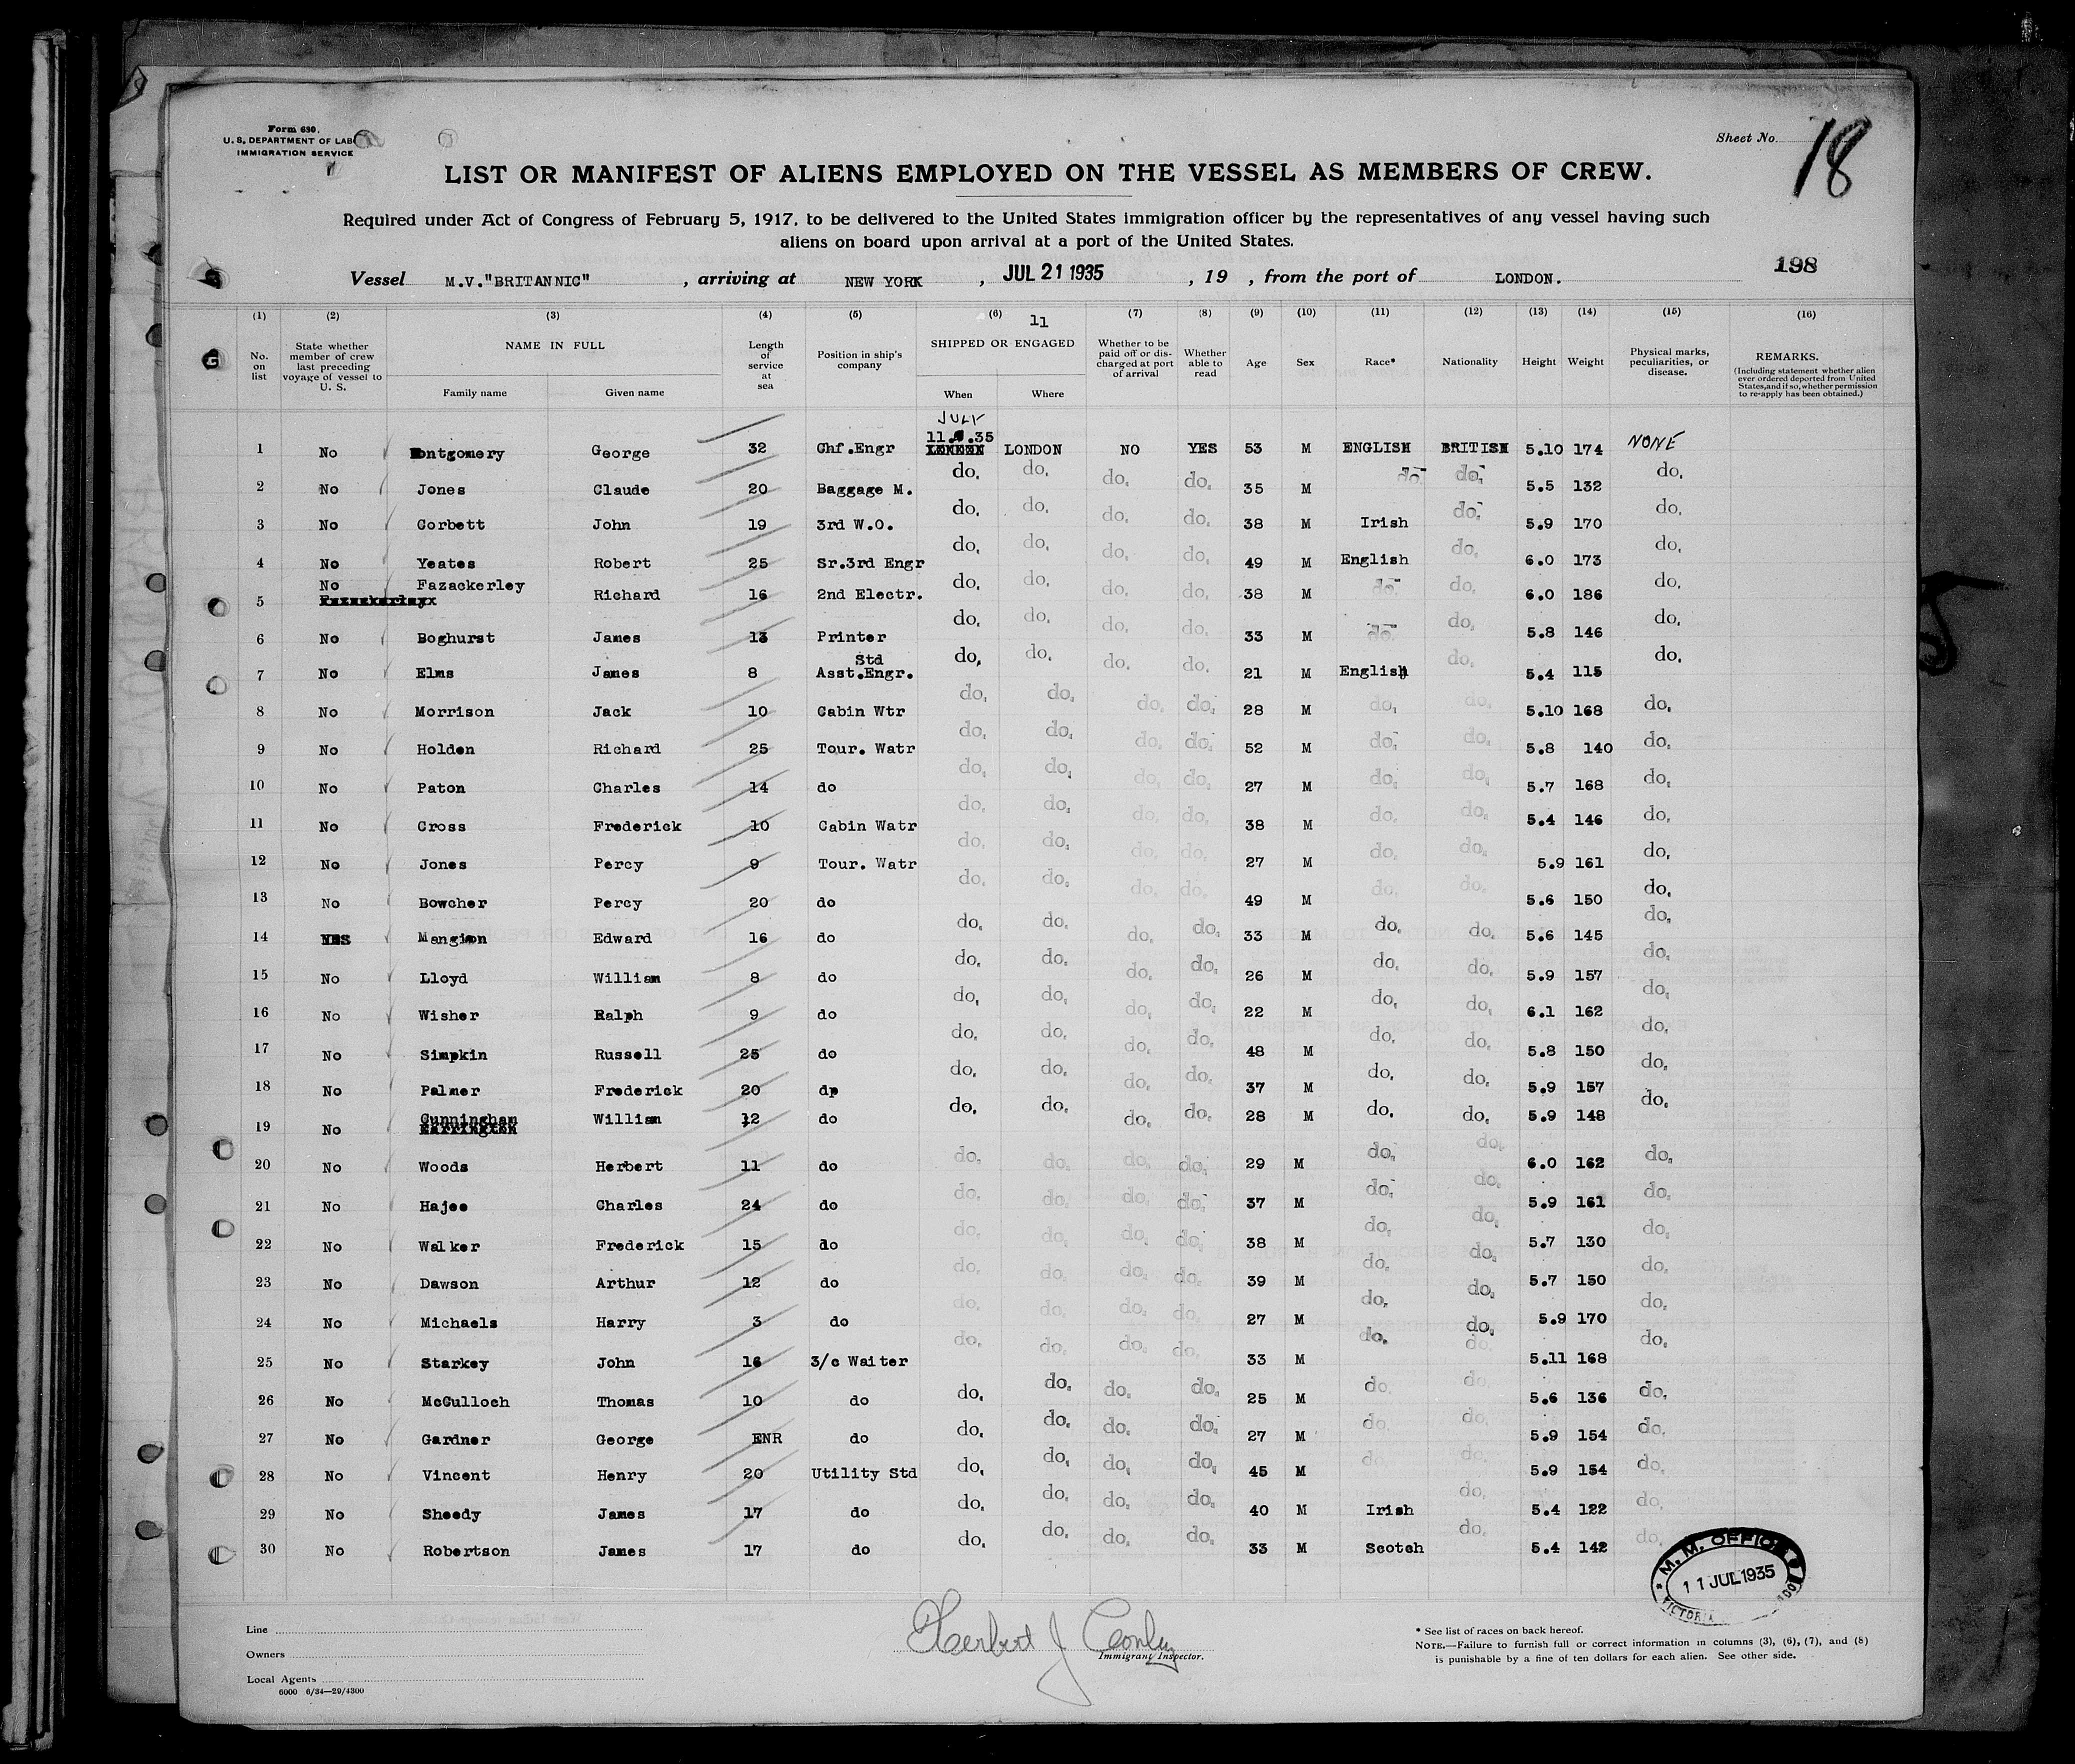 Form 680.
U. S. DEPARTMENT OF LAB
IMMIGRATION SERVICE
Sheet No. 18
LIST OR MANIFEST OF ALIENS EMPLOYED ON THE VESSEL AS MEMBERS OF CREW.
Required under Act of Congress of February 5, 1917, to be delivered to the United States immigration officer by the representatives of any vessel having such
aliens on board upon arrival at a port of the United States.
198
Vessel M.V."BRITANNIC" , arriving at NEW YORK , JUL 21 1935 , 19 , from the port of LONDON.
(1) (2) (3) (4) (5) (6) 11 (7) (8) (9) (10) (11) (12) (13) (14) (15) (16)
No. on list State whether member of crew last preceding voyage of vessel to U. S. NAME IN FULL Length of service at sea Position in ship's company SHIPPED OR ENGAGED Whether to be paid off or discharged at port of arrival Whether able to read Age Sex Race* Nationality Height Weight Physical marks, peculiarities, or disease. REMARKS. (Including statement whether alien ever ordered deported from United States, and if so, whether permission to re-apply has been obtained.)
Family name Given name When Where
JULY
11. .35
1 No Montgomery George 32 Chf.Engr LONDON LONDON NO YES 53 M ENGLISH BRITISH 5.10 174 NONE
2 No Jones Claude 20 Baggage M. do. do. do. do. 35 M do. do. 5.5 132 do.
3 No Corbett John 19 3rd W.O. do. do. do. do. 38 M Irish do. 5.9 170 do.
4 No Yeates Robert 25 Sr.3rd Engr do. do. do. do. 49 M English do. 6.0 173 do.
5 No Fazackerley Richard 16 2nd Electr. do. do. do. do. 38 M do. do. 6.0 186 do.
6 No Boghurst James 13 Printer do. do. do. do. 33 M do. do. 5.8 146 do.
Std
7 No Elms James 8 Asst.Engr. do. do. do. do. 21 M English do. 5.4 115 do.
8 No Morrison Jack 10 Cabin Wtr do. do. do. do. 28 M do. do. 5.10 168 do.
9 No Holden Richard 25 Tour. Watr do. do. do. do. 52 M do. do. 5.8 140 do.
10 No Paton Charles 14 do do. do. do. do. 27 M do. do. 5.7 168 do.
11 No Cross Frederick 10 Cabin Watr do. do. do. do. 38 M do. do. 5.4 146 do.
12 No Jones Percy 9 Tour. Watr do. do. do. do. 27 M do. do. 5.9 161 do.
13 No Bowcher Percy 20 do do. do. do. do. 49 M do. do. 5.6 150 do.
14 YES Mangion Edward 16 do do. do. do. do. 33 M do. do. 5.6 145 do.
15 No Lloyd William 8 do do. do. do. do. 26 M do. do. 5.9 157 do.
16 No Wisher Ralph 9 do do. do. do. do. 22 M do. do. 6.1 162 do.
17 No Simpkin Russell 25 do do. do. do. do. 48 M do. do. 5.8 150 do.
18 No Palmer Frederick 20 dp do. do. do. do. 37 M do. do. 5.9 157 do.
19 No Cunningham William 12 do do. do. do. do. 28 M do. do. 5.9 148 do.
20 No Woods Herbert 11 do do. do. do. do. 29 M do. do. 6.0 162 do.
21 No Hajee Charles 24 do do. do. do. do. 37 M do. do. 5.9 161 do.
22 No Walker Frederick 15 do do. do. do. do. 38 M do. do. 5.7 130 do.
23 No Dawson Arthur 12 do do. do. do. do. 39 M do. do. 5.7 150 do.
24 No Michaels Harry 3 do do. do. do. do. 27 M do. do. 5.9 170 do.
25 No Starkey John 16 3/c Waiter do. do. do. do. 33 M do. do. 5.11 168 do.
26 No McCulloch Thomas 10 do do. do. do. do. 25 M do. do. 5.6 136 do.
27 No Gardner George ENR do do. do. do. do. 27 M do. do. 5.9 154 do.
28 No Vincent Henry 20 Utility Std do. do. do. do. 45 M do. do. 5.9 154 do.
29 No Sheedy James 17 do do. do. do. do. 40 M Irish do. 5.4 122 do.
30 No Robertson James 17 do do. do. do. do. 33 M Scotch do. 5.4 142 do.
M. M. OFFICE
11 JUL 1935
VICTORIA
Line
Owners
Local Agents
6000 6/34—29/4300
Herbert J Conley
Immigrant Inspector.
* See list of races on back hereof.
NOTE.—Failure to furnish full or correct information in columns (3), (6), (7), and (8)
is punishable by a fine of ten dollars for each alien. See other side.